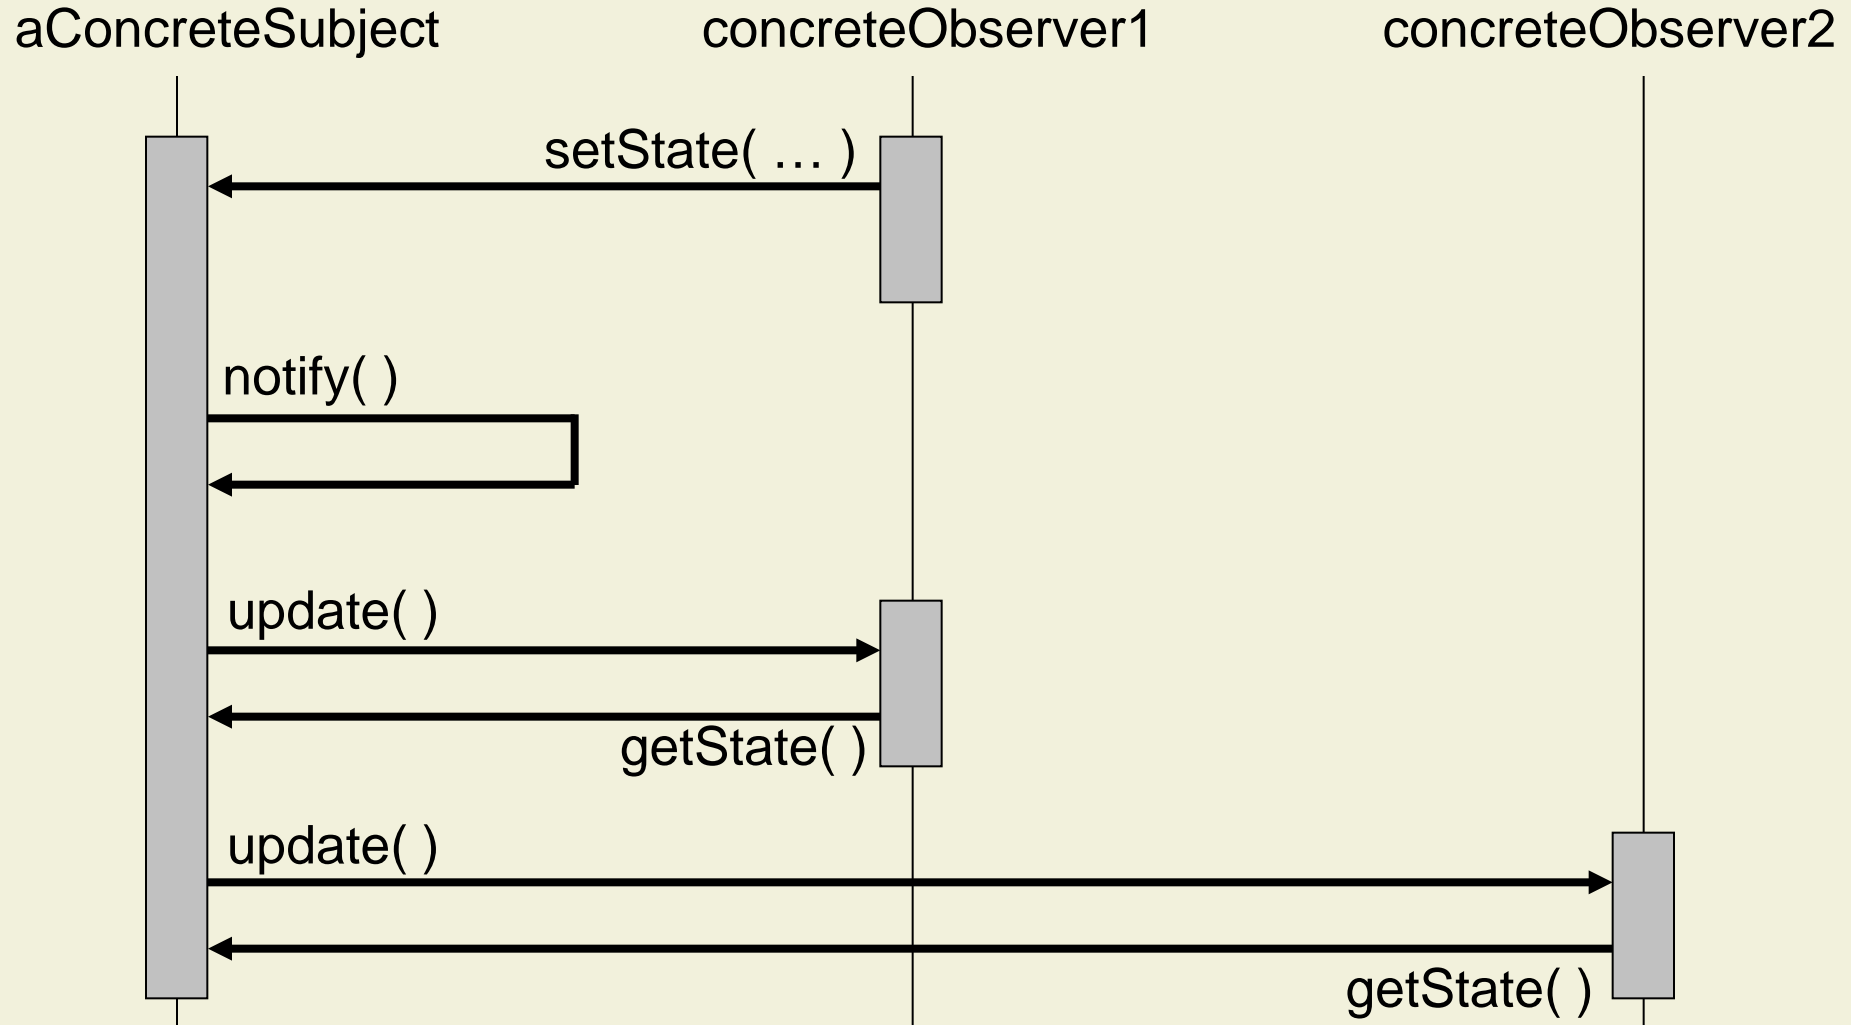 aConcreteSubject
concreteObserver1
concreteObserver2
setState( … )
notify( )
update( )
getState( )
update( )
getState( )